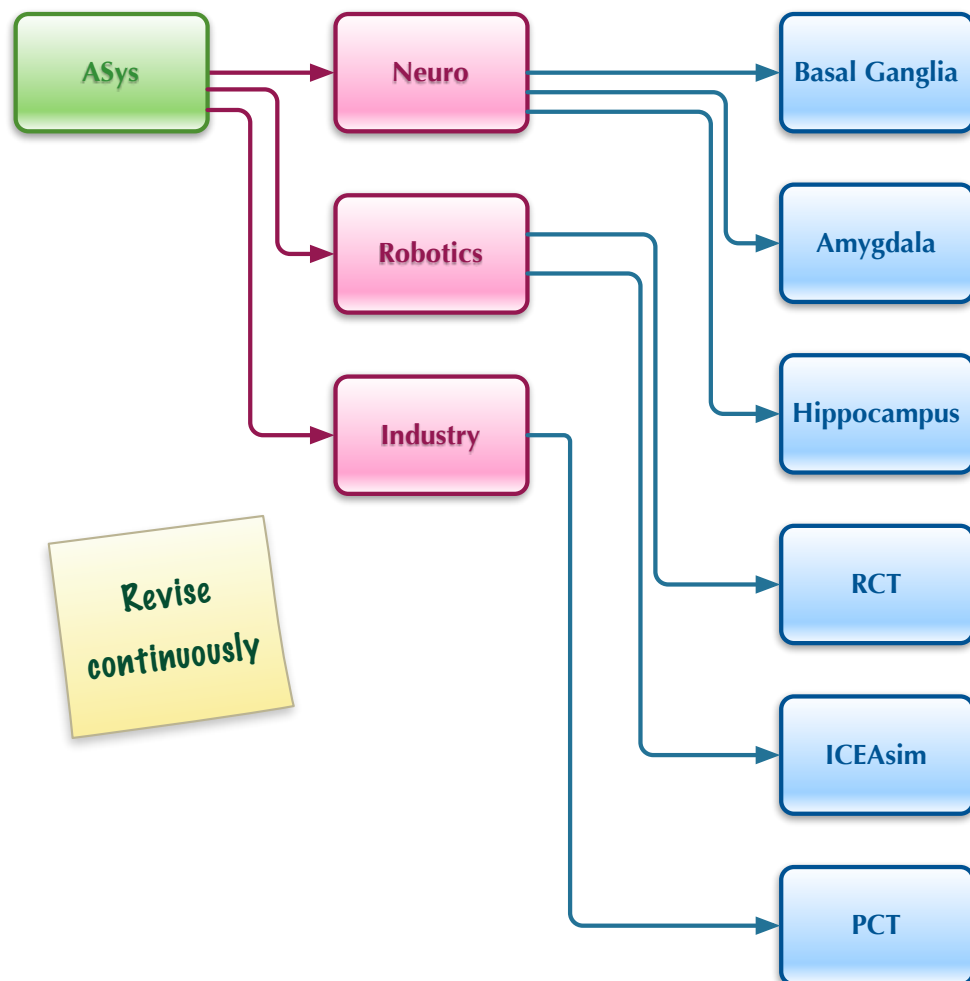 ASys
Neuro
Basal Ganglia
Robotics
Amygdala
Industry
Hippocampus
Revise
continuously
RCT
ICEAsim
PCT